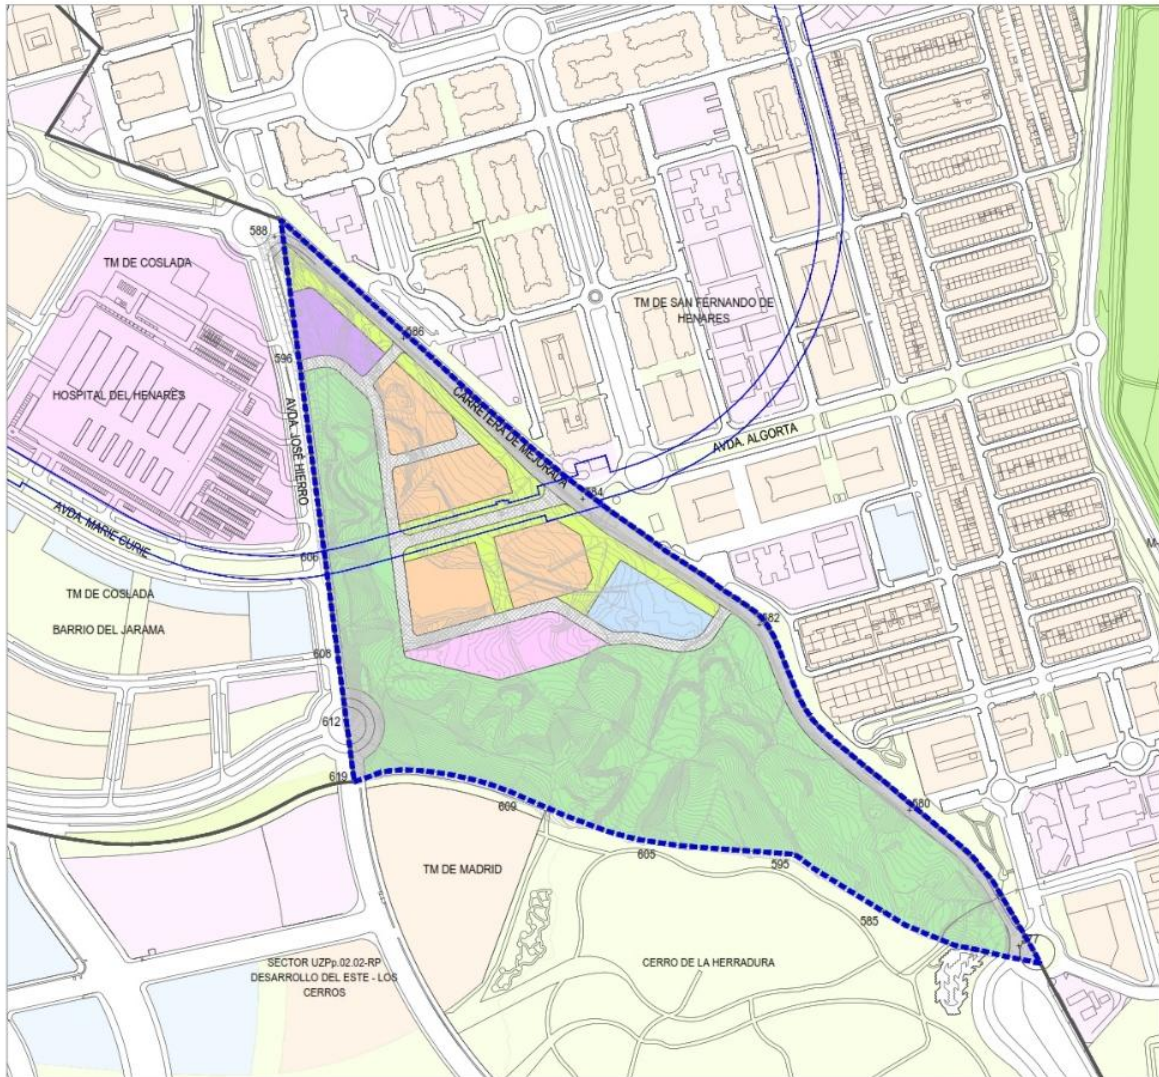 588
TM DE COSLADA
TM DE SAN FERNANDO DE
HENARES
586
596
HOSPITAL DEL HENARES
AVDA. JOSÉ HIERRO
CARRETERA DE MEJORADA
AVDA. ALGORTA
584
AVDA. MARIE CURIE
606
TM DE COSLADA
BARRIO DEL JARAMA
582
608
612
619
609
580
605
595
TM DE MADRID
585
SECTOR UZPp.02.02-RP
DESARROLLO DEL ESTE - LOS
CERROS
CERRO DE LA HERRADURA